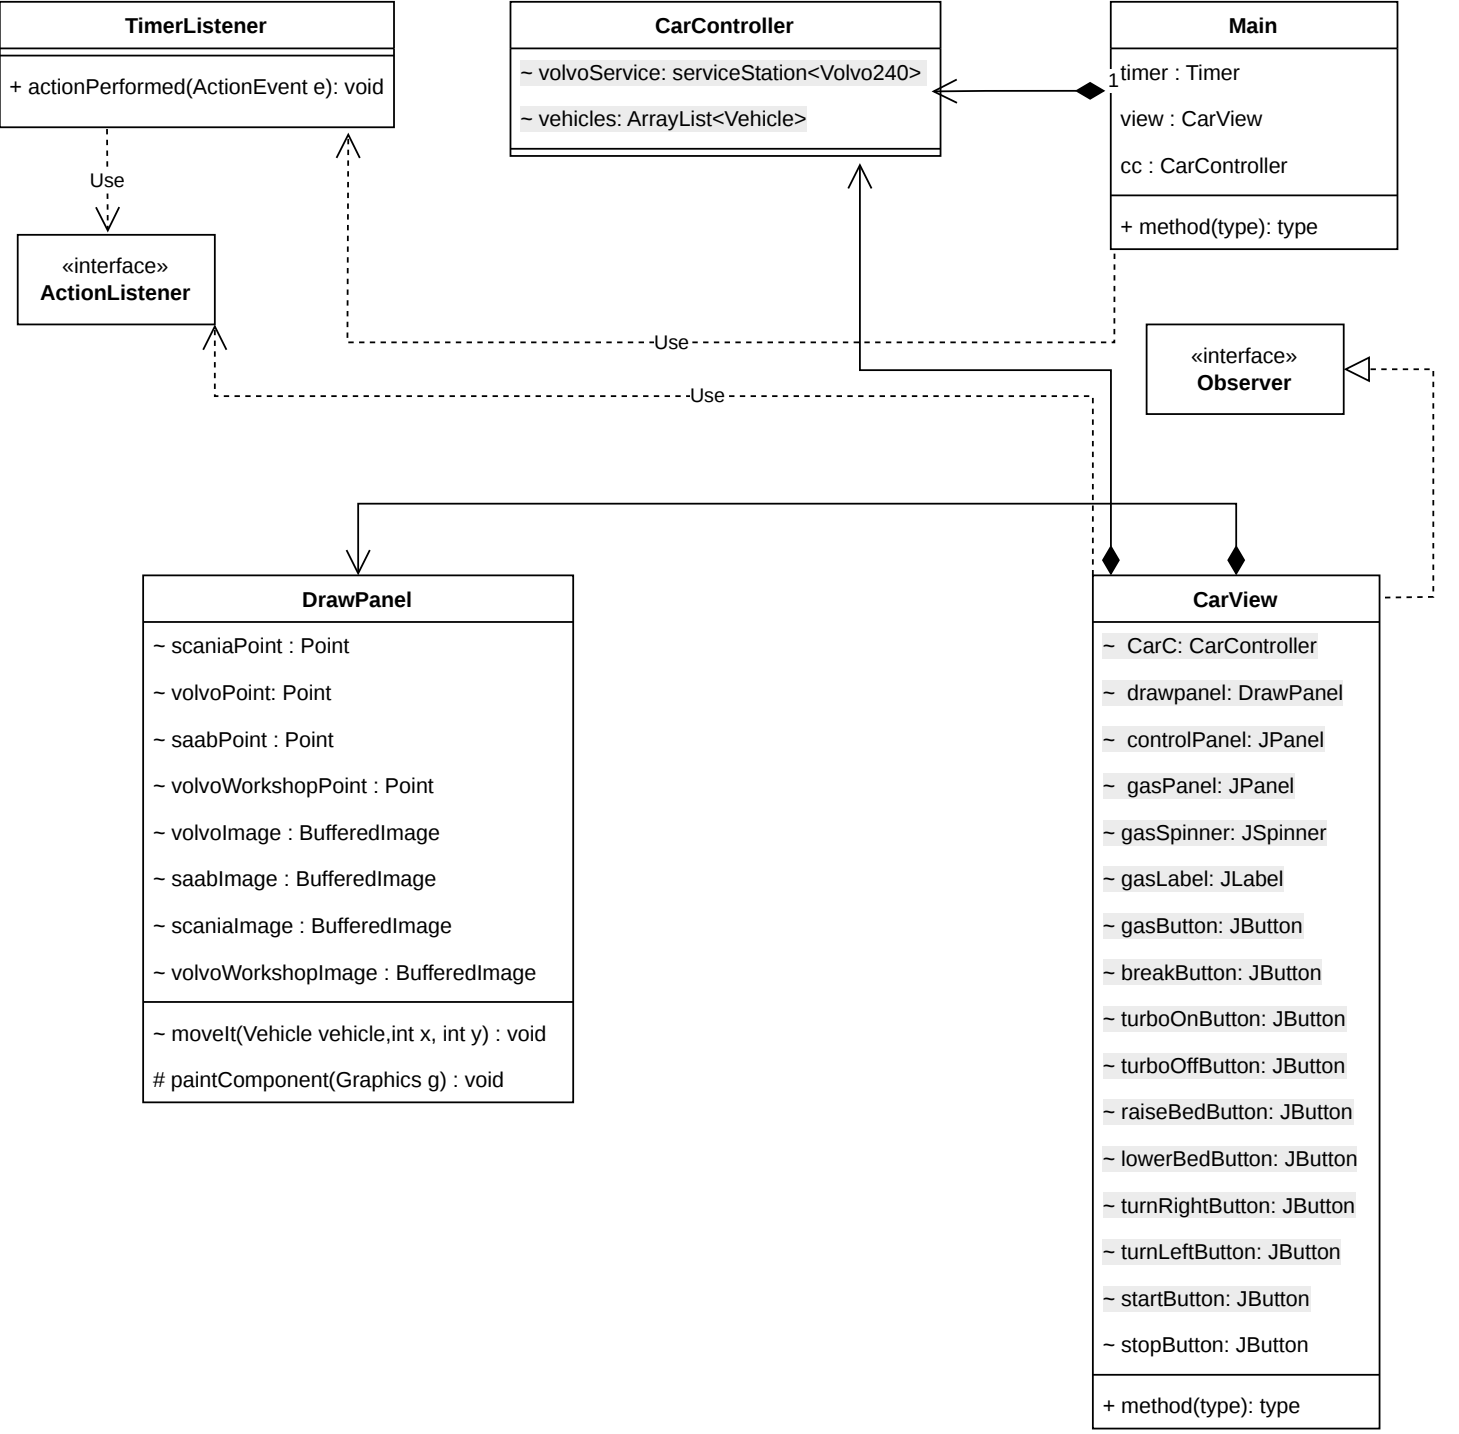 TimerListener
+ actionPerformed(ActionEvent e): void
CarController
~ volvoService: serviceStation<Volvo240>
~ vehicles: ArrayList<Vehicle>
Main
1
timer : Timer
view : CarView
cc : CarController
+ method(type): type
Use
«interface»
ActionListener
Use
«interface»
Observer
Use
DrawPanel
~ scaniaPoint : Point
~ volvoPoint: Point
~ saabPoint : Point
~ volvoWorkshopPoint : Point
~ volvoImage : BufferedImage
~ saabImage : BufferedImage
~ scaniaImage : BufferedImage
~ volvoWorkshopImage : BufferedImage
~ moveIt(Vehicle vehicle,int x, int y) : void
# paintComponent(Graphics g) : void
CarView
~  CarC: CarController
~  drawpanel: DrawPanel
~  controlPanel: JPanel
~  gasPanel: JPanel
~ gasSpinner: JSpinner
~ gasLabel: JLabel
~ gasButton: JButton
~ breakButton: JButton
~ turboOnButton: JButton
~ turboOffButton: JButton
~ raiseBedButton: JButton
~ lowerBedButton: JButton
~ turnRightButton: JButton
~ turnLeftButton: JButton
~ startButton: JButton
~ stopButton: JButton
+ method(type): type